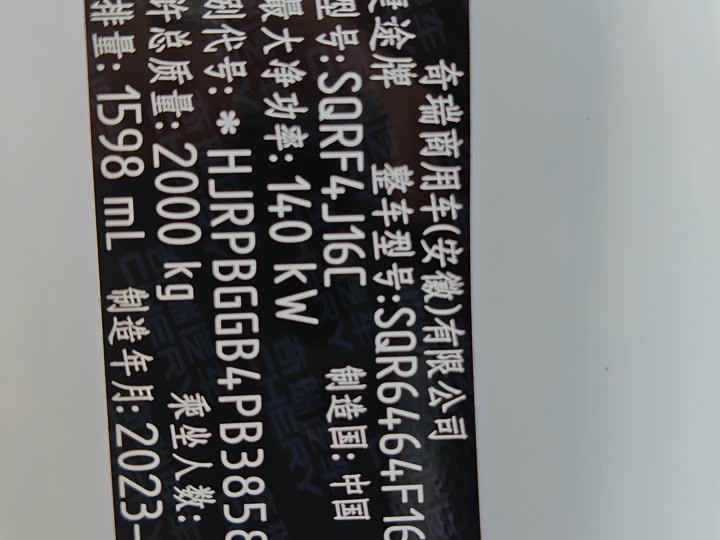 奇瑞商用车(安徽)有限公司
途牌 整车型号:SQR6464F16
型号:SQRF4J16C 制造国:中国
最大净功率:140 kW
别代号:*HJRPBGGB4PB3858
许总质量:2000 kg 乘坐人数:
排量:1598 mL 制造年月:2023-